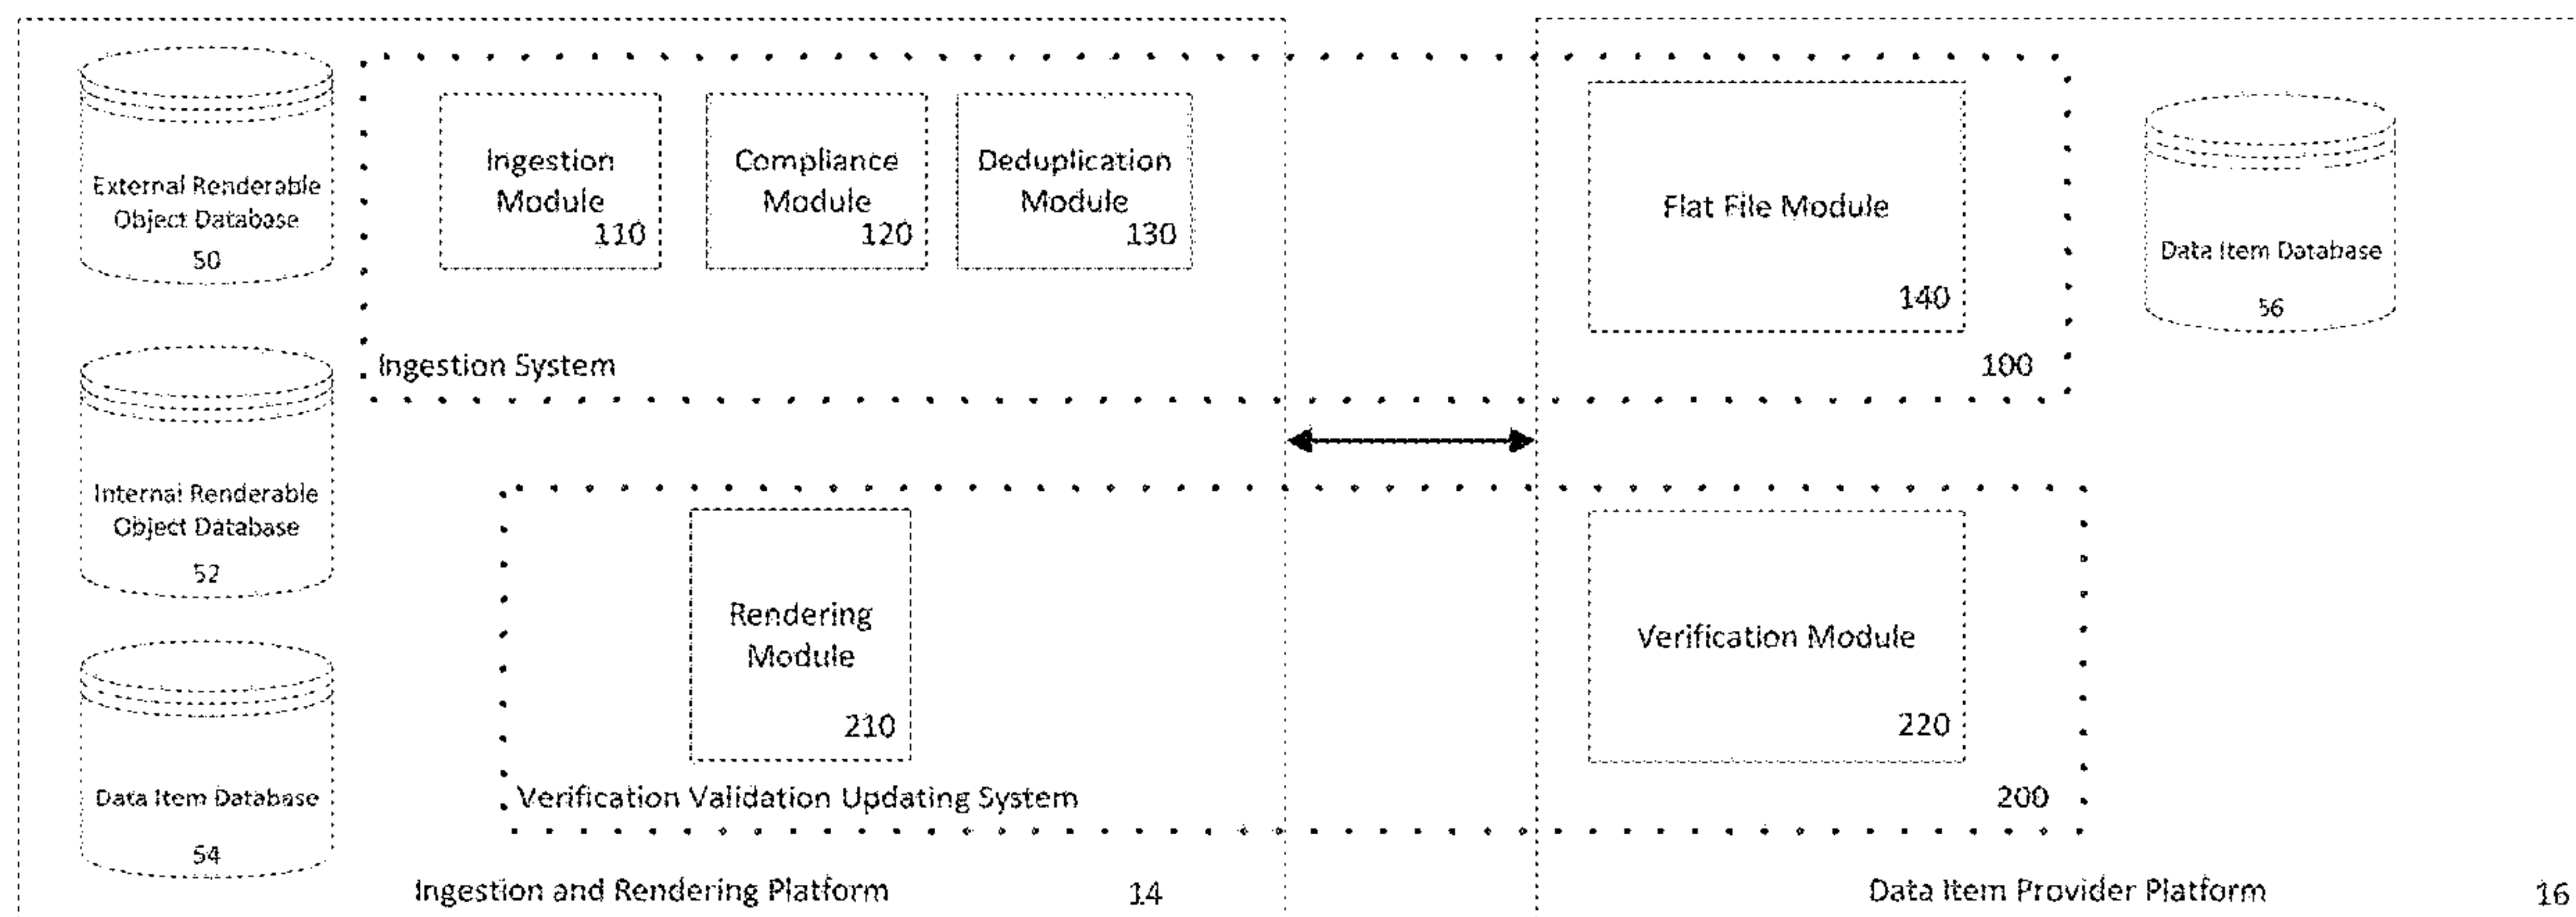 External Renderable
Object Database
50
Ingestion
Module
110
Compliance
Module
120
Deduplication
Module
130
Flat File Module
140
Data Item Database
56
Ingestion System
100
Internal Renderable
Object Database
52
Rendering
Module
210
Verification Module
220
Data Item Database
54
Verification Validation Updating System
200
Ingestion and Rendering Platform
14
Data Item Provider Platform
16